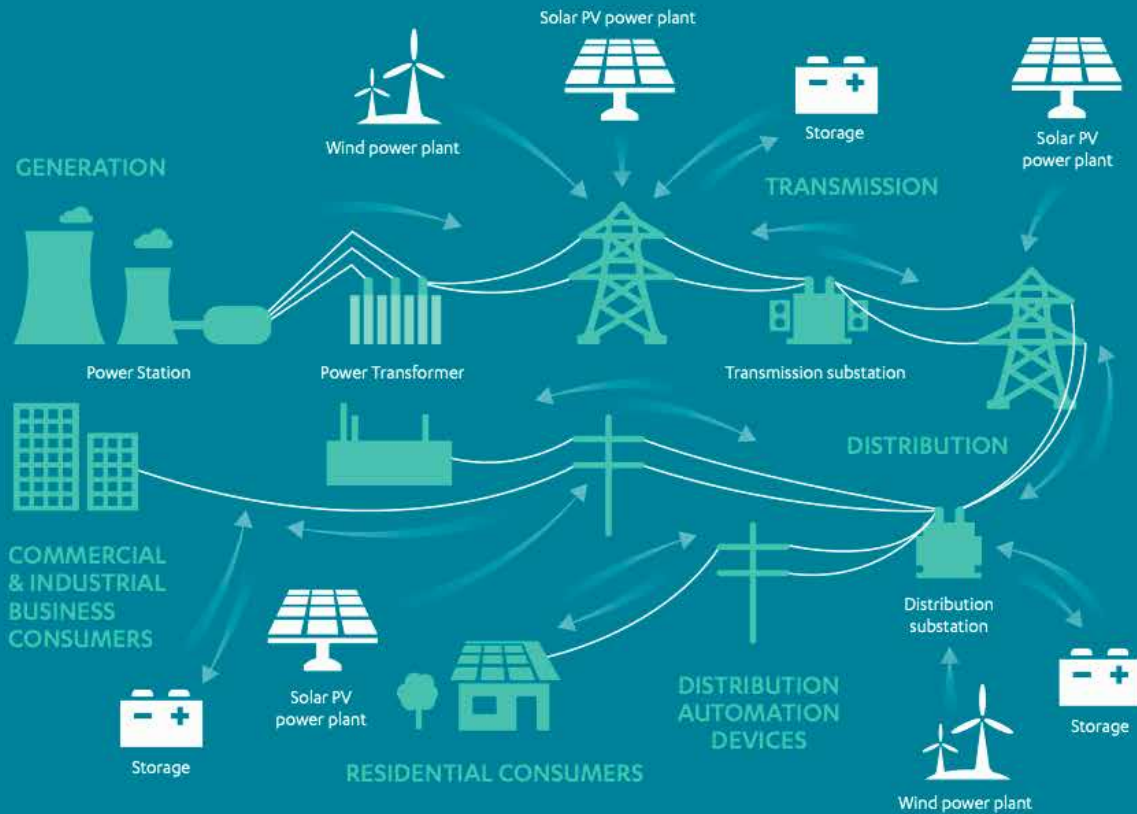 Solar PV power plant
Wind power plant
Storage
Solar PV
power plant
GENERATION
TRANSMISSION
Power Station
Power Transformer
Transmission substation
DISTRIBUTION
COMMERCIAL
& INDUSTRIAL
BUSINESS
CONSUMERS
Distribution
substation
Solar PV
power plant
Storage
DISTRIBUTION
AUTOMATION
DEVICES
Storage
RESIDENTIAL CONSUMERS
Wind power plant